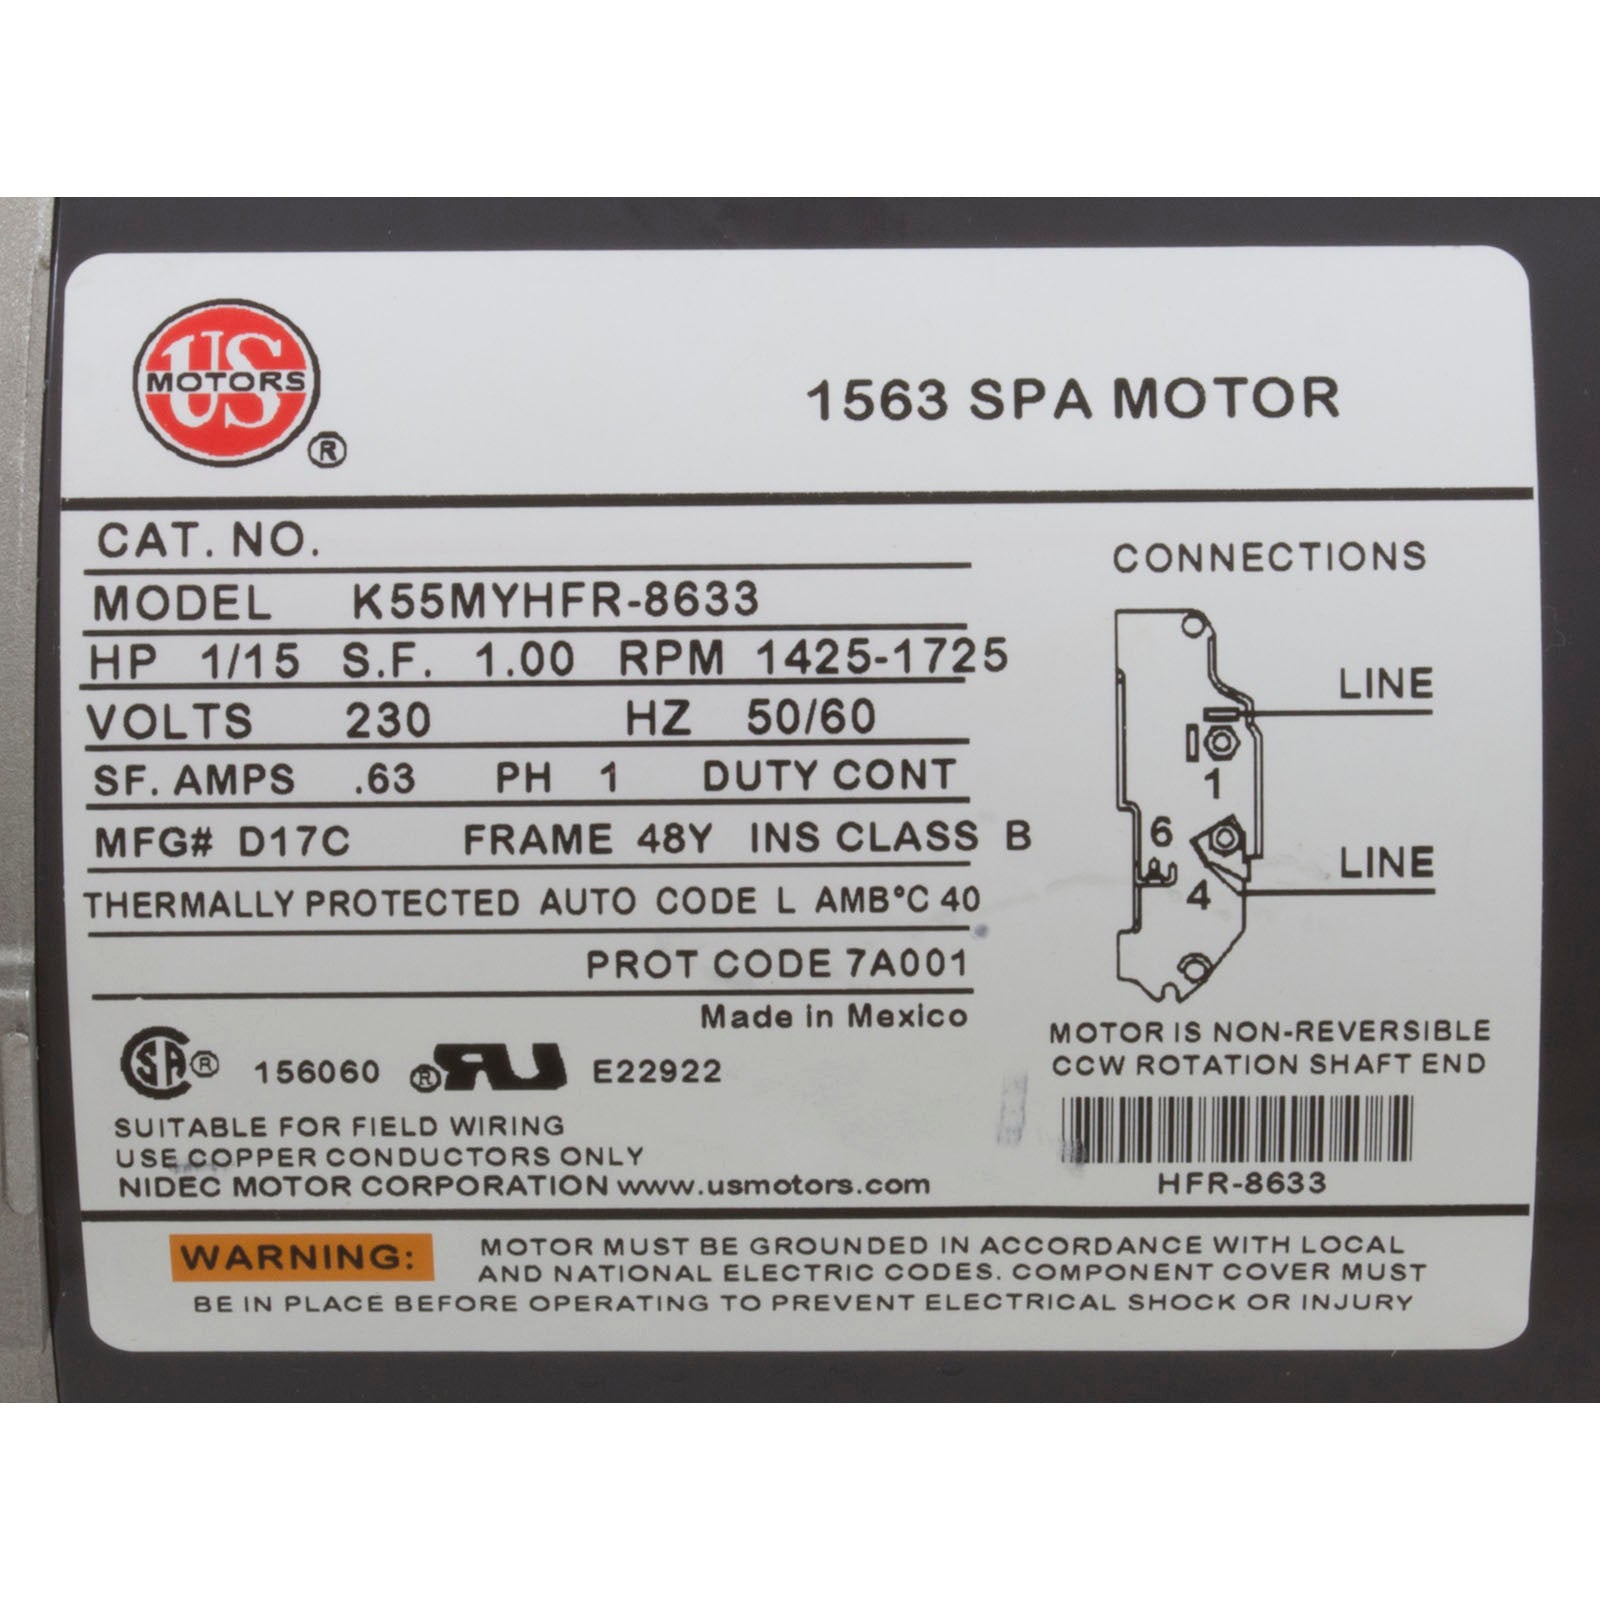 US
MOTORS
®
1563 SPA MOTOR
CAT. NO.
MODEL K55MYHFR-8633
HP 1/15 S.F. 1.00 RPM 1425-1725
VOLTS 230 HZ 50/60
SF. AMPS .63 PH 1 DUTY CONT
MFG# D17C FRAME 48Y INS CLASS B
THERMALLY PROTECTED AUTO CODE L AMB°C 40
PROT CODE 7A001
Made in Mexico
SA ® 156060 ® RU E22922
SUITABLE FOR FIELD WIRING
USE COPPER CONDUCTORS ONLY
NIDEC MOTOR CORPORATION www.usmotors.com
CONNECTIONS
LINE
1
6
LINE
4
MOTOR IS NON-REVERSIBLE
CCW ROTATION SHAFT END
HFR-8633
WARNING: MOTOR MUST BE GROUNDED IN ACCORDANCE WITH LOCAL
AND NATIONAL ELECTRIC CODES. COMPONENT COVER MUST
BE IN PLACE BEFORE OPERATING TO PREVENT ELECTRICAL SHOCK OR INJURY